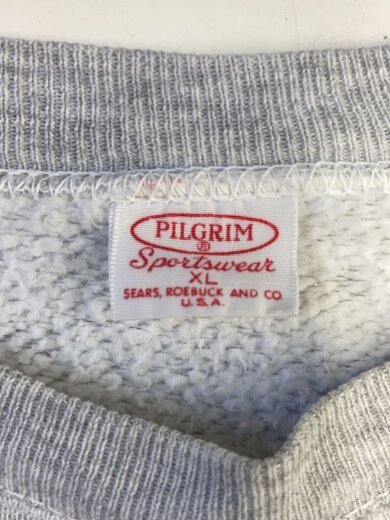 PILGRIM
®
Sportswear
XL
SEARS, ROEBUCK AND CO.
U.S.A.